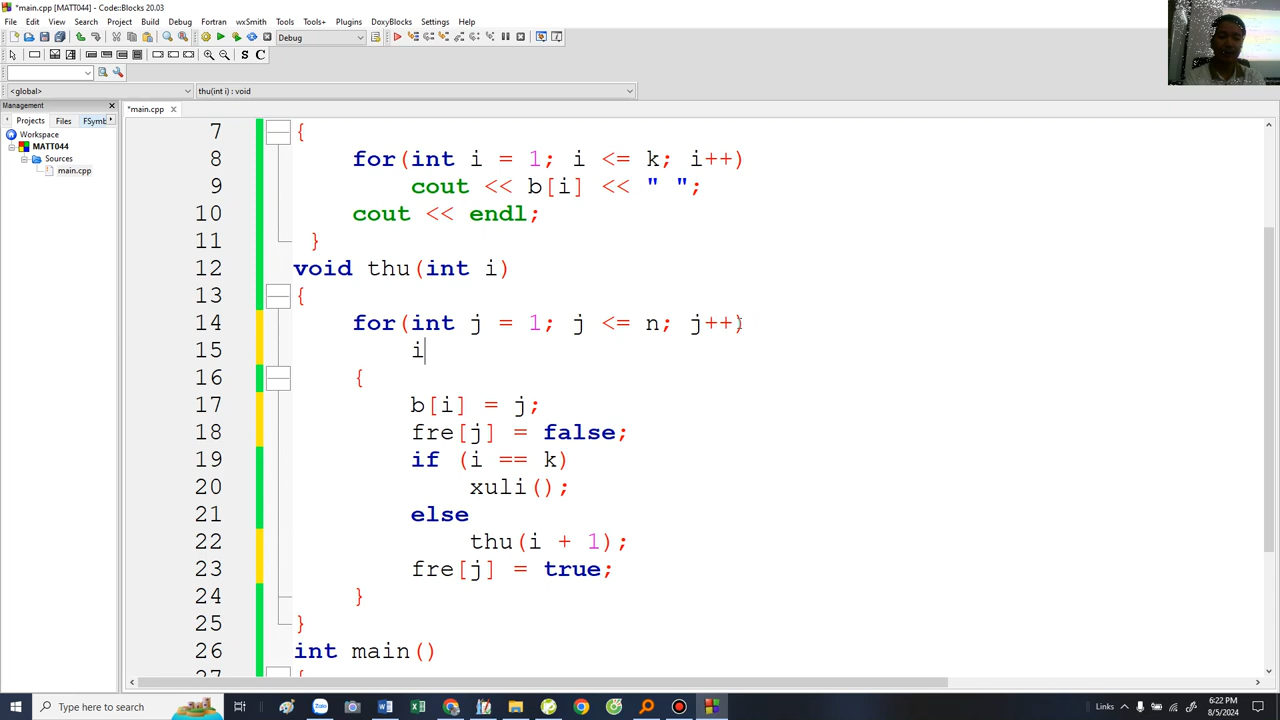 *main.cpp - Code::Blocks 20.03
File Edit View Search Project Build Debug Fortran wxSmith Tools Tools+ Plugins DoxyBlocks Settings Help
Debug
S C
<global> thu(int i) : void
Management
*main.cpp
Projects Files FSymb
Workspace
MATT044
Sources
main.cpp
7 {
8 for(int i = 1; i <= k; i++)
9 cout << b[i] << " ";
10 cout << endl;
11 }
12 void thu(int i)
13 {
14 for(int j = 1; j <= n; j++)
15 i
16 {
17 b[i] = j;
18 fre[j] = false;
19 if (i == k)
20 xuli();
21 else
22 thu(i + 1);
23 fre[j] = true;
24 }
25 }
26 int main()
Type here to search
Links
6:22 PM
8/5/2024